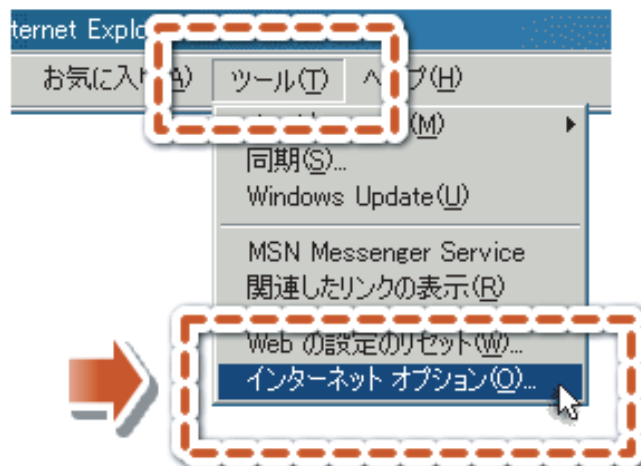 ternet Explo
お気に入り(A) ツール(T) ヘルプ(H)
(M)
同期(S)...
Windows Update(U)
MSN Messenger Service
関連したリンクの表示(R)
Web の設定のリセット(W)...
インターネット オプション(O)...